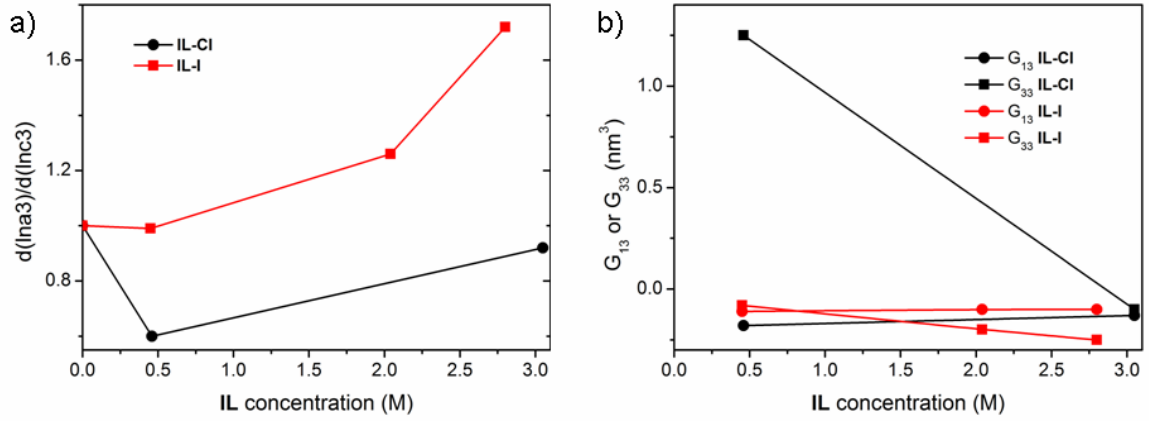 a)
IL-Cl
IL-I
d(lna3)/d(lnc3)
1.6
1.2
0.8
0.0 0.5 1.0 1.5 2.0 2.5 3.0
IL concentration (M)
b)
G13 IL-Cl
G33 IL-Cl
G13 IL-I
G33 IL-I
G13 or G33 (nm³)
1.0
0.5
0.0
0.0 0.5 1.0 1.5 2.0 2.5 3.0
IL concentration (M)